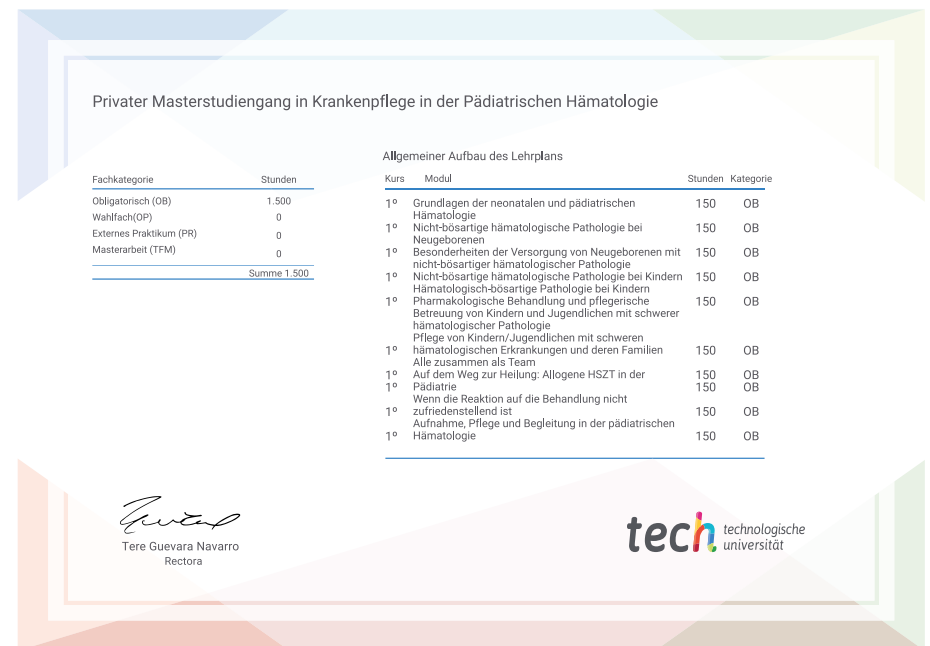 Privater Masterstudiengang in Krankenpflege in der Pädiatrischen Hämatologie
Fachkategorie Stunden
Obligatorisch (OB) 1.500
Wahlfach(OP) 0
Externes Praktikum (PR) 0
Masterarbeit (TFM) 0
Summe 1.500
Allgemeiner Aufbau des Lehrplans
Kurs Modul Stunden Kategorie
1º Grundlagen der neonatalen und pädiatrischen 150 OB
Hämatologie
1º Nicht-bösartige hämatologische Pathologie bei 150 OB
Neugeborenen
1º Besonderheiten der Versorgung von Neugeborenen mit 150 OB
nicht-bösartiger hämatologischer Pathologie
1º Nicht-bösartige hämatologische Pathologie bei Kindern 150 OB
Hämatologisch-bösartige Pathologie bei Kindern
1º Pharmakologische Behandlung und pflegerische 150 OB
Betreuung von Kindern und Jugendlichen mit schwerer
hämatologischer Pathologie
Pflege von Kindern/Jugendlichen mit schweren
1º hämatologischen Erkrankungen und deren Familien 150 OB
Alle zusammen als Team
1º Auf dem Weg zur Heilung: Allogene HSZT in der 150 OB
1º Pädiatrie 150 OB
Wenn die Reaktion auf die Behandlung nicht
1º zufriedenstellend ist 150 OB
Aufnahme, Pflege und Begleitung in der pädiatrischen
1º Hämatologie 150 OB
Tere Guevara Navarro
Rectora
tech technologische
universität